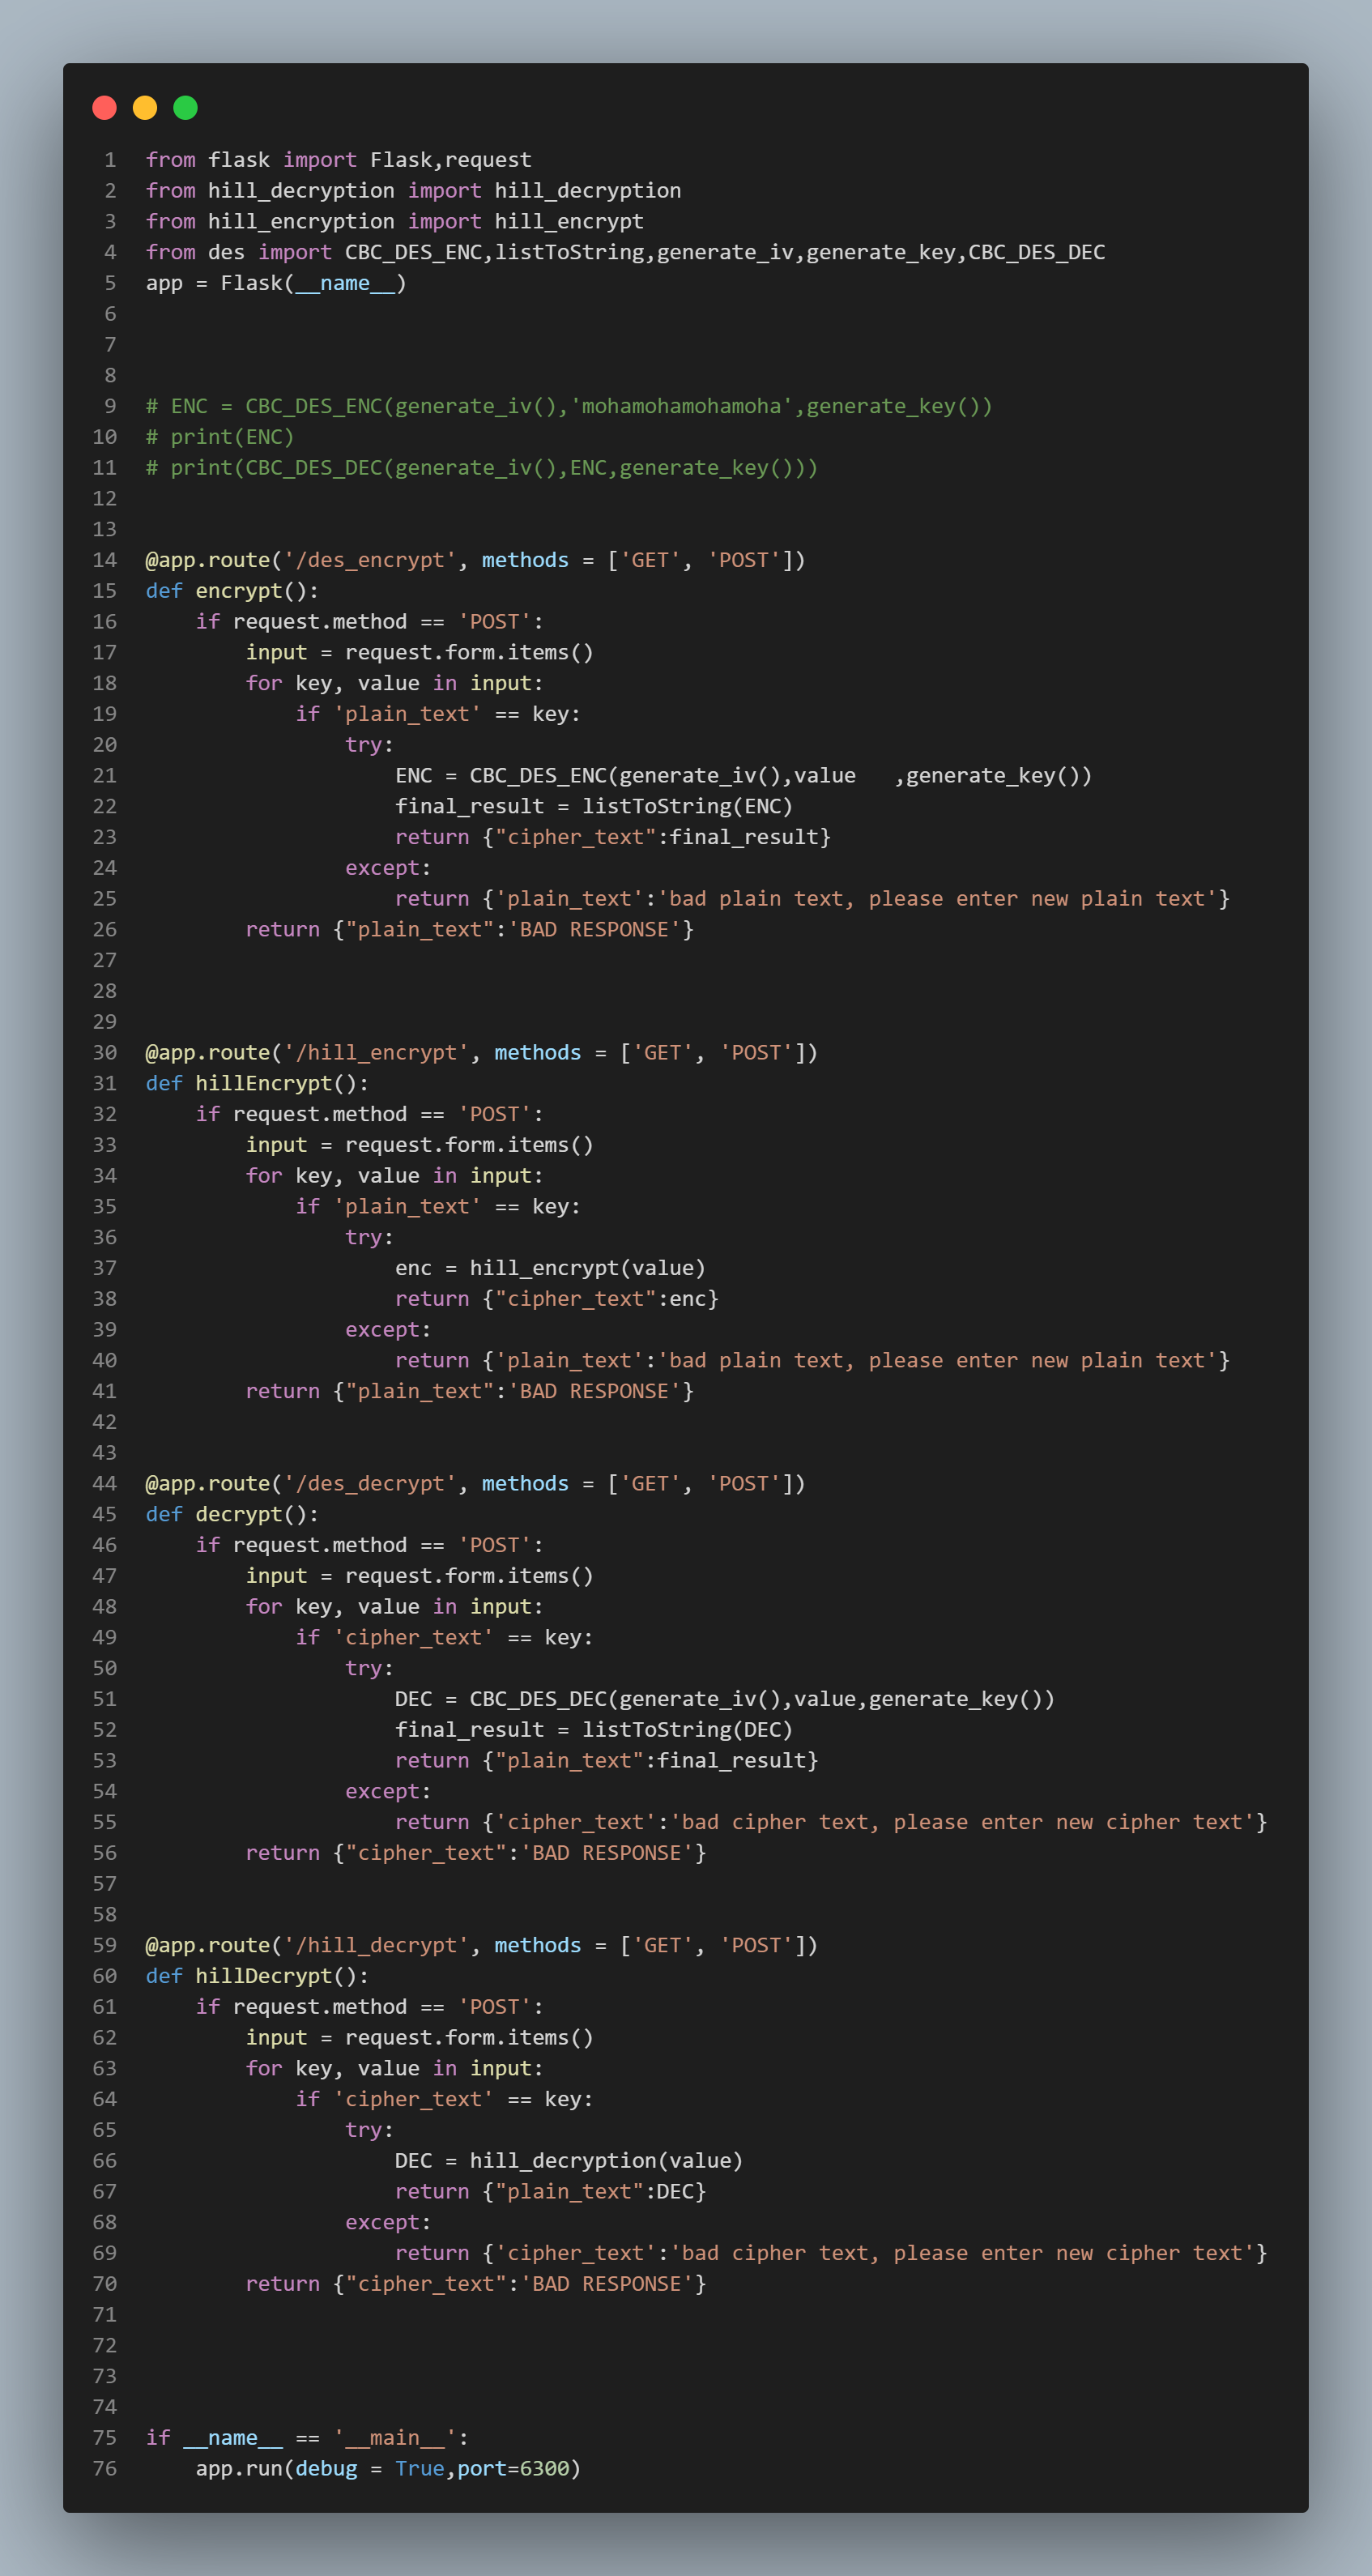 1 from flask import Flask,request
2 from hill_decryption import hill_decryption
3 from hill_encryption import hill_encrypt
4 from des import CBC_DES_ENC,listToString,generate_iv,generate_key,CBC_DES_DEC
5 app = Flask(__name__)
6
7
8
9 # ENC = CBC_DES_ENC(generate_iv(),'mohamohamohamoha',generate_key())
10 # print(ENC)
11 # print(CBC_DES_DEC(generate_iv(),ENC,generate_key()))
12
13
14 @app.route('/des_encrypt', methods = ['GET', 'POST'])
15 def encrypt():
16     if request.method == 'POST':
17         input = request.form.items()
18         for key, value in input:
19             if 'plain_text' == key:
20                 try:
21                     ENC = CBC_DES_ENC(generate_iv(),value   ,generate_key())
22                     final_result = listToString(ENC)
23                     return {"cipher_text":final_result}
24                 except:
25                     return {'plain_text':'bad plain text, please enter new plain text'}
26         return {"plain_text":'BAD RESPONSE'}
27
28
29
30 @app.route('/hill_encrypt', methods = ['GET', 'POST'])
31 def hillEncrypt():
32     if request.method == 'POST':
33         input = request.form.items()
34         for key, value in input:
35             if 'plain_text' == key:
36                 try:
37                     enc = hill_encrypt(value)
38                     return {"cipher_text":enc}
39                 except:
40                     return {'plain_text':'bad plain text, please enter new plain text'}
41         return {"plain_text":'BAD RESPONSE'}
42
43
44 @app.route('/des_decrypt', methods = ['GET', 'POST'])
45 def decrypt():
46     if request.method == 'POST':
47         input = request.form.items()
48         for key, value in input:
49             if 'cipher_text' == key:
50                 try:
51                     DEC = CBC_DES_DEC(generate_iv(),value,generate_key())
52                     final_result = listToString(DEC)
53                     return {"plain_text":final_result}
54                 except:
55                     return {'cipher_text':'bad cipher text, please enter new cipher text'}
56         return {"cipher_text":'BAD RESPONSE'}
57
58
59 @app.route('/hill_decrypt', methods = ['GET', 'POST'])
60 def hillDecrypt():
61     if request.method == 'POST':
62         input = request.form.items()
63         for key, value in input:
64             if 'cipher_text' == key:
65                 try:
66                     DEC = hill_decryption(value)
67                     return {"plain_text":DEC}
68                 except:
69                     return {'cipher_text':'bad cipher text, please enter new cipher text'}
70         return {"cipher_text":'BAD RESPONSE'}
71
72
73
74
75 if __name__ == '__main__':
76     app.run(debug = True,port=6300)